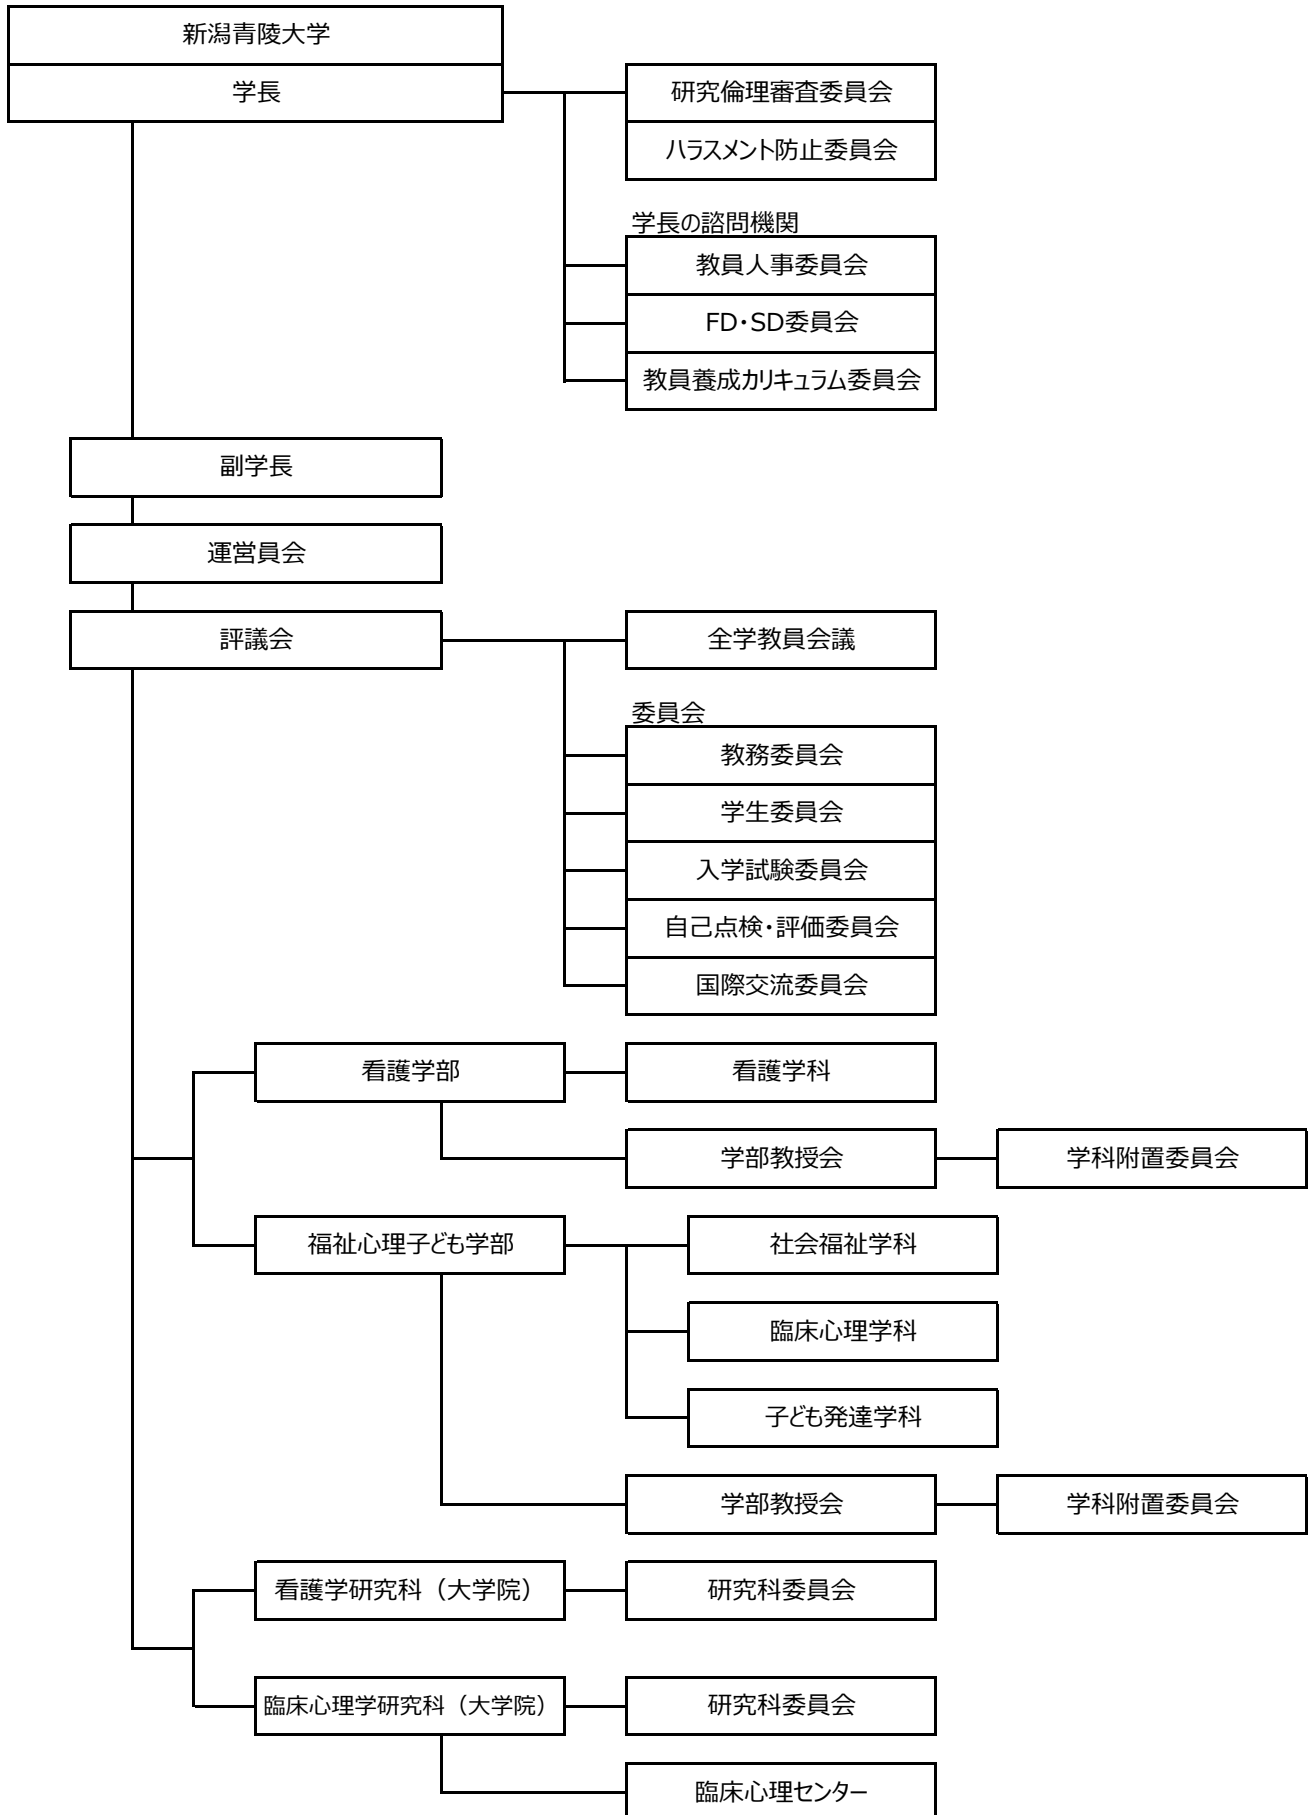 新潟青陵大学
学長
研究倫理審査委員会
ハラスメント防止委員会
学長の諮問機関
教員人事委員会
FD・SD委員会
教員養成カリキュラム委員会
副学長
運営員会
評議会
全学教員会議
委員会
教務委員会
学生委員会
入学試験委員会
自己点検・評価委員会
国際交流委員会
看護学部
看護学科
学部教授会
学科附置委員会
福祉心理子ども学部
社会福祉学科
臨床心理学科
子ども発達学科
学部教授会
学科附置委員会
看護学研究科（大学院）
研究科委員会
臨床心理学研究科（大学院）
研究科委員会
臨床心理センター